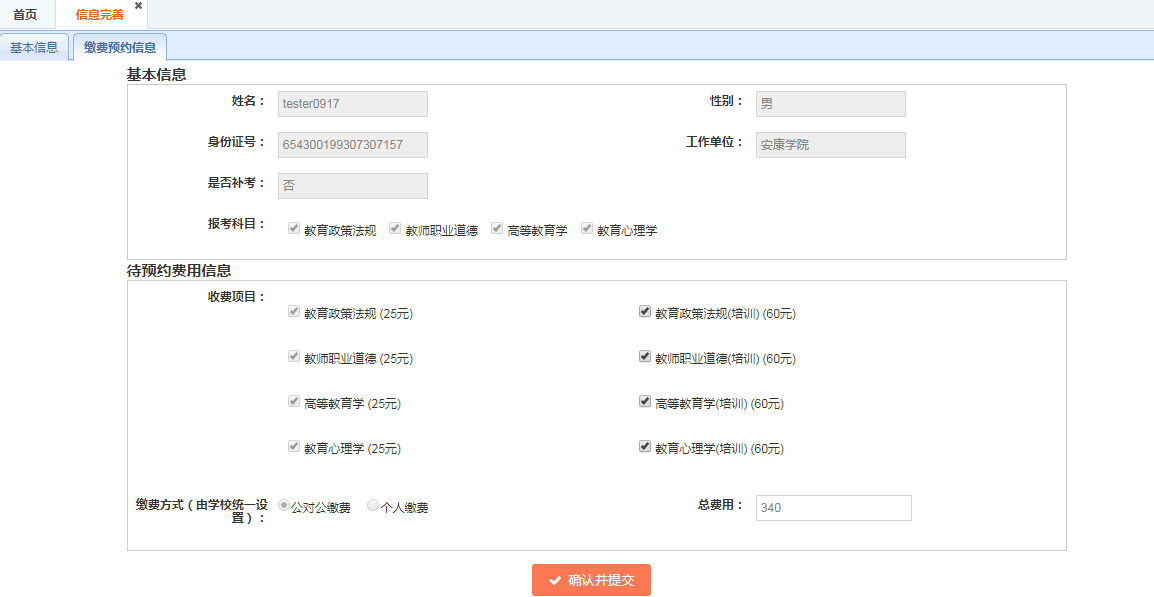 首页 信息完善
基本信息 缴费预约信息
基本信息
姓名： tester0917 性别： 男
身份证号： 654300199307307157 工作单位： 安康学院
是否补考： 否
报考科目： 教育政策法规 教师职业道德 高等教育学 教育心理学
待预约费用信息
收费项目：
教育政策法规 (25元) 教育政策法规(培训) (60元)
教师职业道德 (25元) 教师职业道德(培训) (60元)
高等教育学 (25元) 高等教育学(培训) (60元)
教育心理学 (25元) 教育心理学(培训) (60元)
缴费方式（由学校统一设 公对公缴费 个人缴费 总费用： 340
置）：
确认并提交